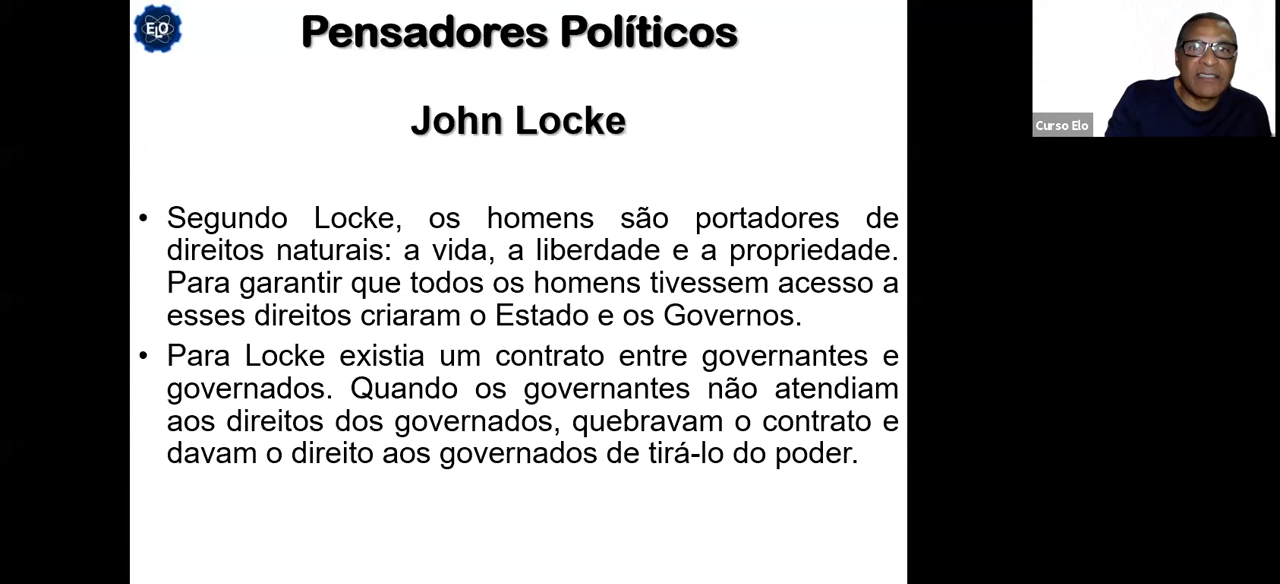 ELO
Pensadores Políticos
John Locke
• Segundo Locke, os homens são portadores de
direitos naturais: a vida, a liberdade e a propriedade.
Para garantir que todos os homens tivessem acesso a
esses direitos criaram o Estado e os Governos.
• Para Locke existia um contrato entre governantes e
governados. Quando os governantes não atendiam
aos direitos dos governados, quebravam o contrato e
davam o direito aos governados de tirá-lo do poder.
Curso Elo